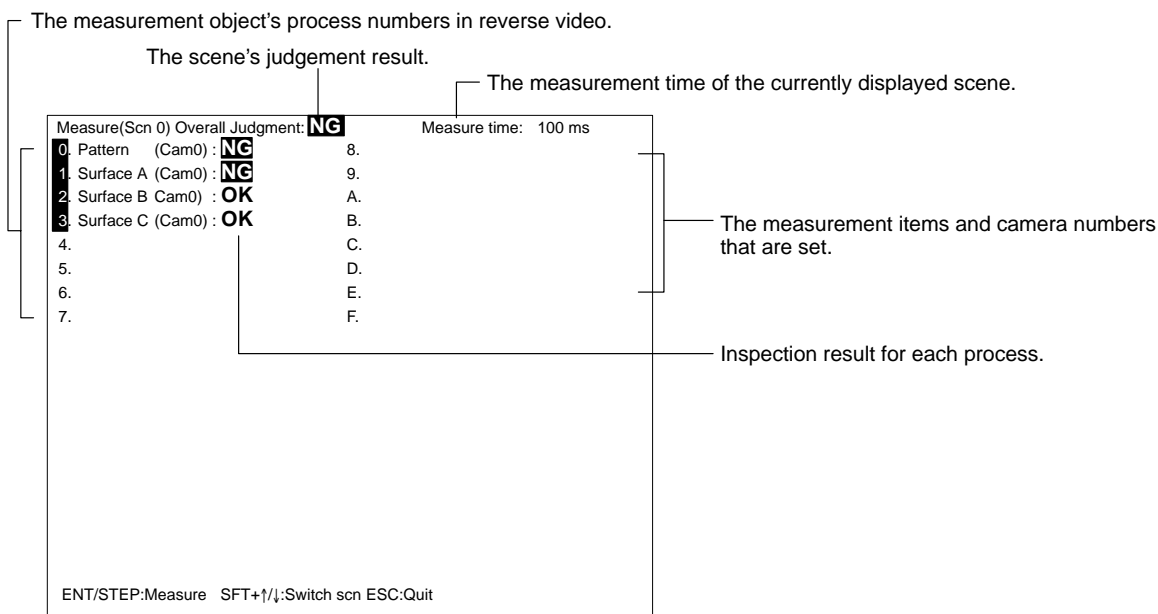 The measurement object's process numbers in reverse video.
The scene's judgement result.
The measurement time of the currently displayed scene.
Measure(Scn 0) Overall Judgment: NG Measure time: 100 ms
0. Pattern (Cam0) : NG 8.
1. Surface A (Cam0) : NG 9.
2. Surface B Cam0) : OK A.
3. Surface C (Cam0) : OK B.
4. C.
5. D.
6. E.
7. F.
The measurement items and camera numbers
that are set.
Inspection result for each process.
ENT/STEP:Measure SFT+↑/↓:Switch scn ESC:Quit